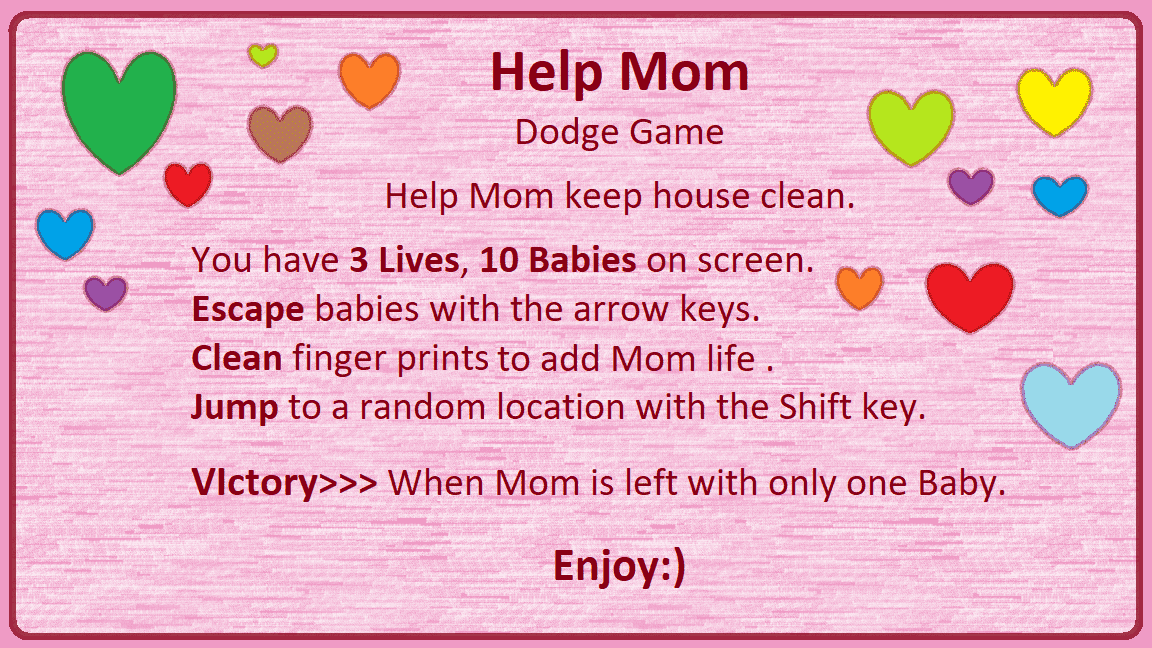 Help Mom
Dodge Game
Help Mom keep house clean.
You have 3 Lives, 10 Babies on screen.
Escape babies with the arrow keys.
Clean finger prints to add Mom life .
Jump to a random location with the Shift key.
VIctory>>> When Mom is left with only one Baby.
Enjoy:)